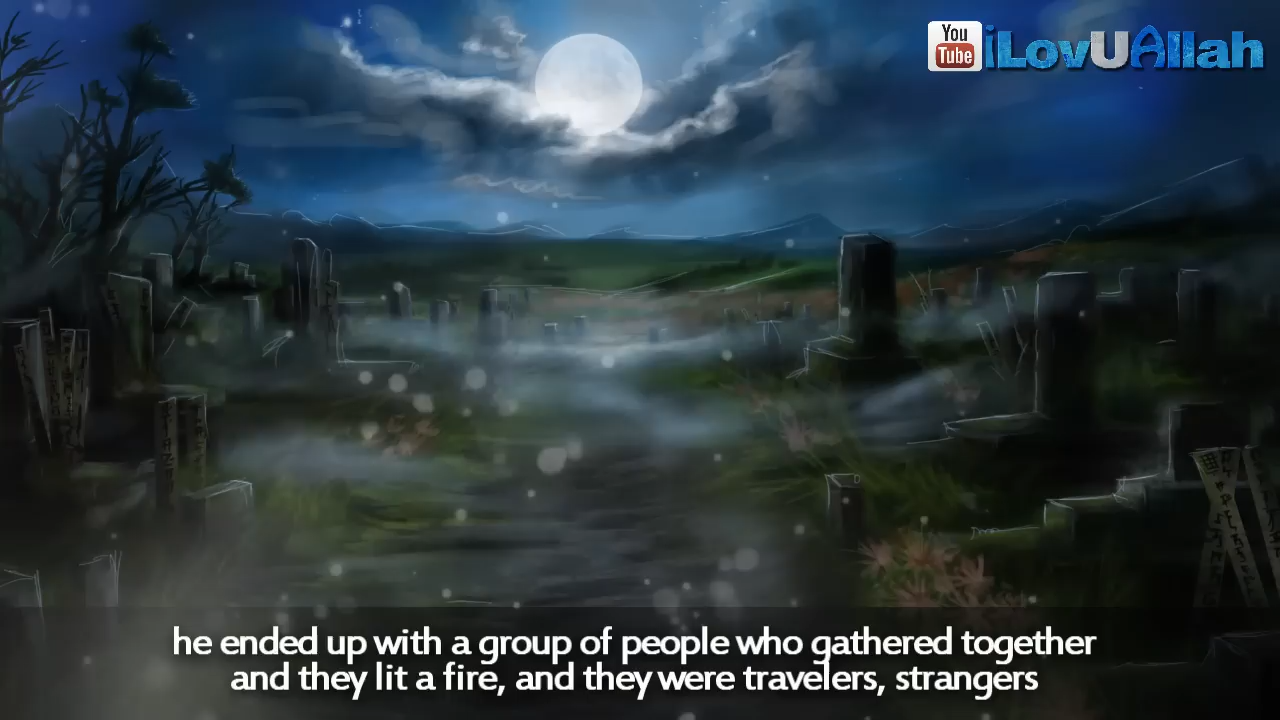 You
Tube
iLovUAllah
he ended up with a group of people who gathered together
and they lit a fire, and they were travelers, strangers